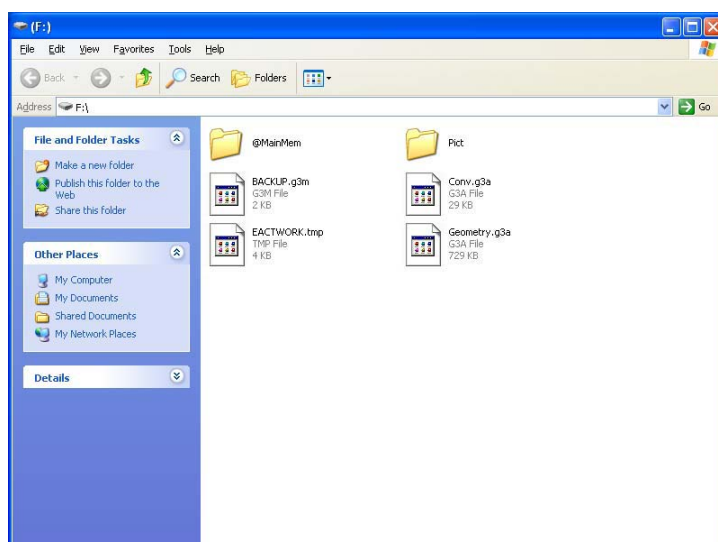 (F:)
File Edit View Favorites Tools Help
Back Search Folders
Address F:\ Go
File and Folder Tasks
Make a new folder
Publish this folder to the
Web
Share this folder
Other Places
My Computer
My Documents
Shared Documents
My Network Places
Details
@MainMem
Pict
BACKUP.g3m
G3M File
2 KB
Conv.g3a
G3A File
29 KB
EACTWORK.tmp
TMP File
4 KB
Geometry.g3a
G3A File
729 KB